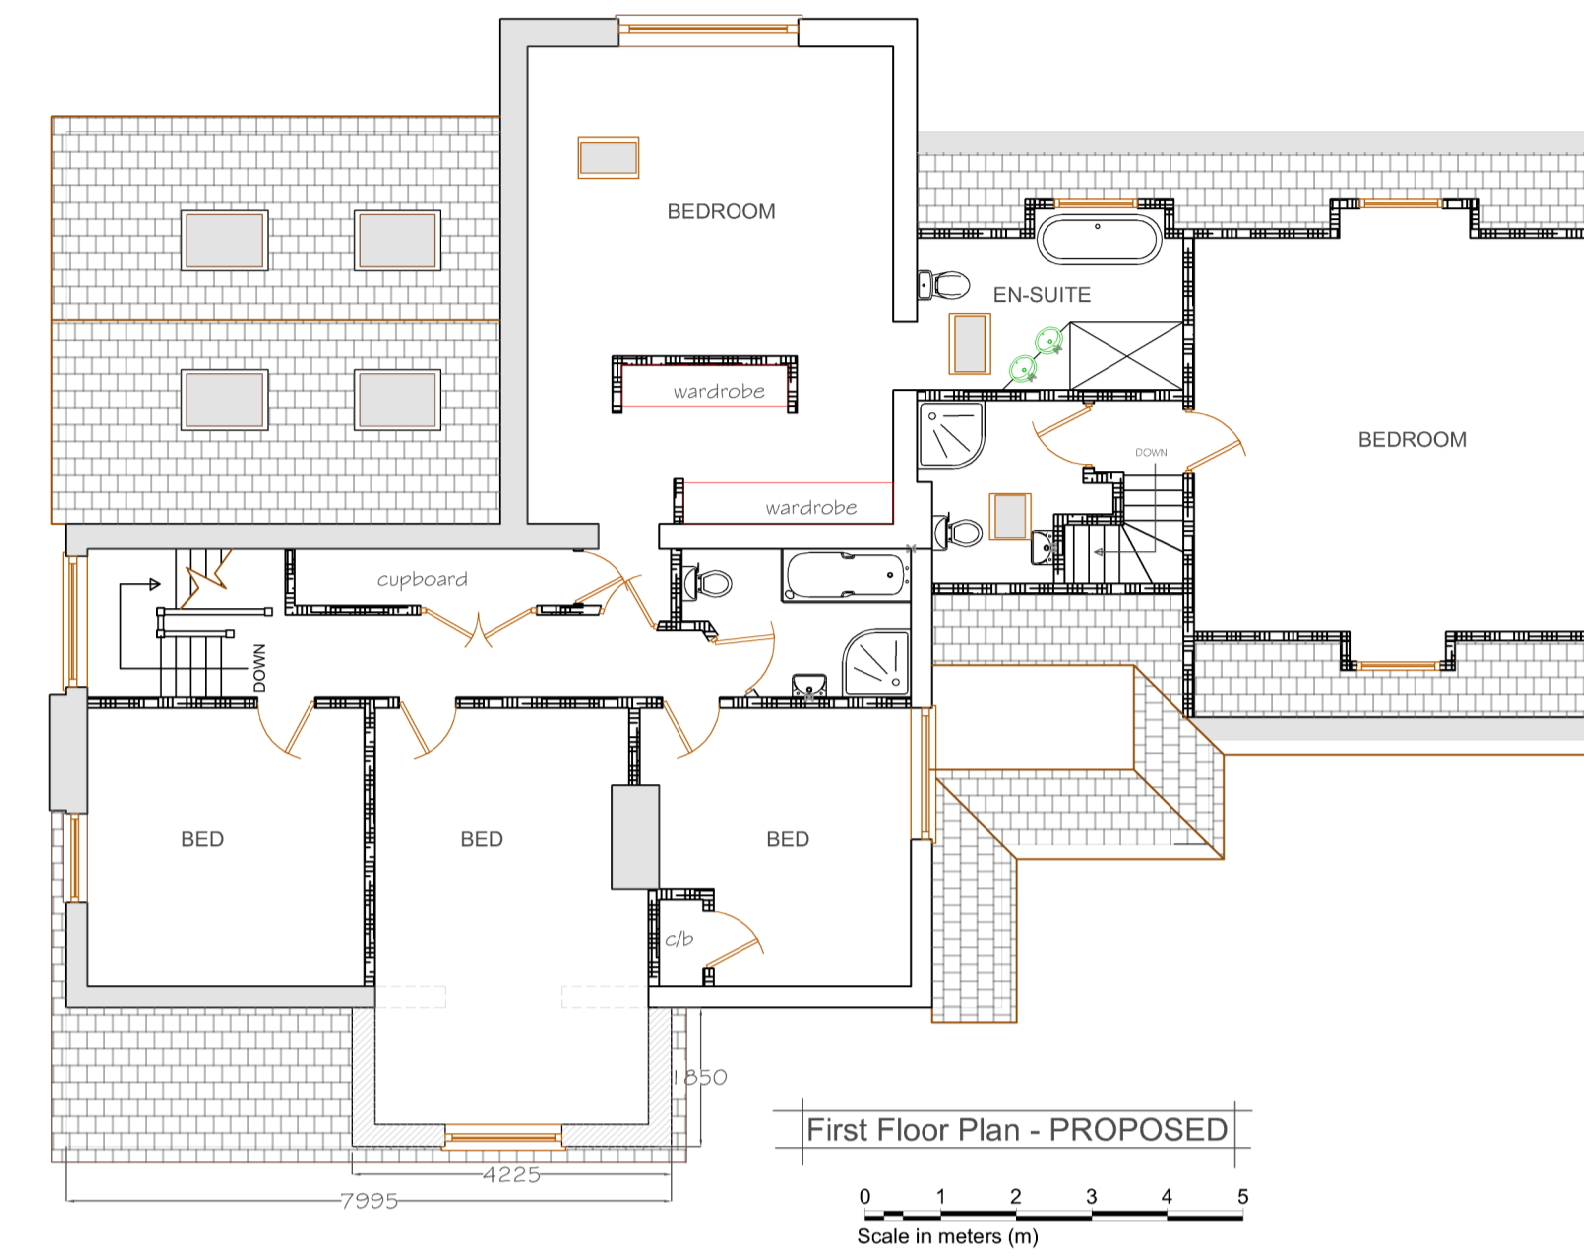 BEDROOM
EN-SUITE
wardrobe
BEDROOM
DOWN
wardrobe
cupboard
DOWN
BED
BED
BED
c/b
1850
First Floor Plan - PROPOSED
4225
7995
0 1 2 3 4 5
Scale in meters (m)